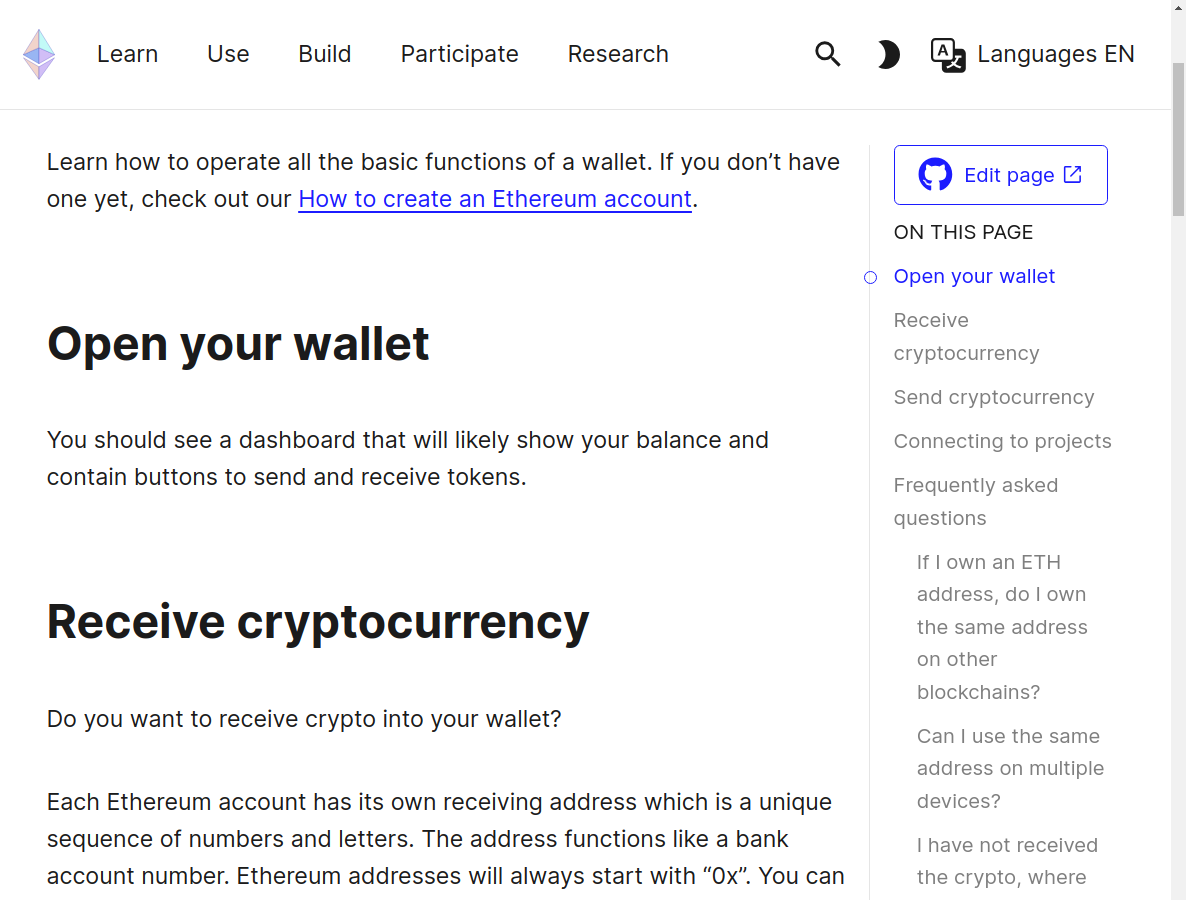 Learn Use Build Participate Research Languages EN
Learn how to operate all the basic functions of a wallet. If you don’t have
one yet, check out our How to create an Ethereum account.
Open your wallet
You should see a dashboard that will likely show your balance and
contain buttons to send and receive tokens.
Receive cryptocurrency
Do you want to receive crypto into your wallet?
Each Ethereum account has its own receiving address which is a unique
sequence of numbers and letters. The address functions like a bank
account number. Ethereum addresses will always start with “0x”. You can
Edit page
ON THIS PAGE
Open your wallet
Receive
cryptocurrency
Send cryptocurrency
Connecting to projects
Frequently asked
questions
If I own an ETH
address, do I own
the same address
on other
blockchains?
Can I use the same
address on multiple
devices?
I have not received
the crypto, where